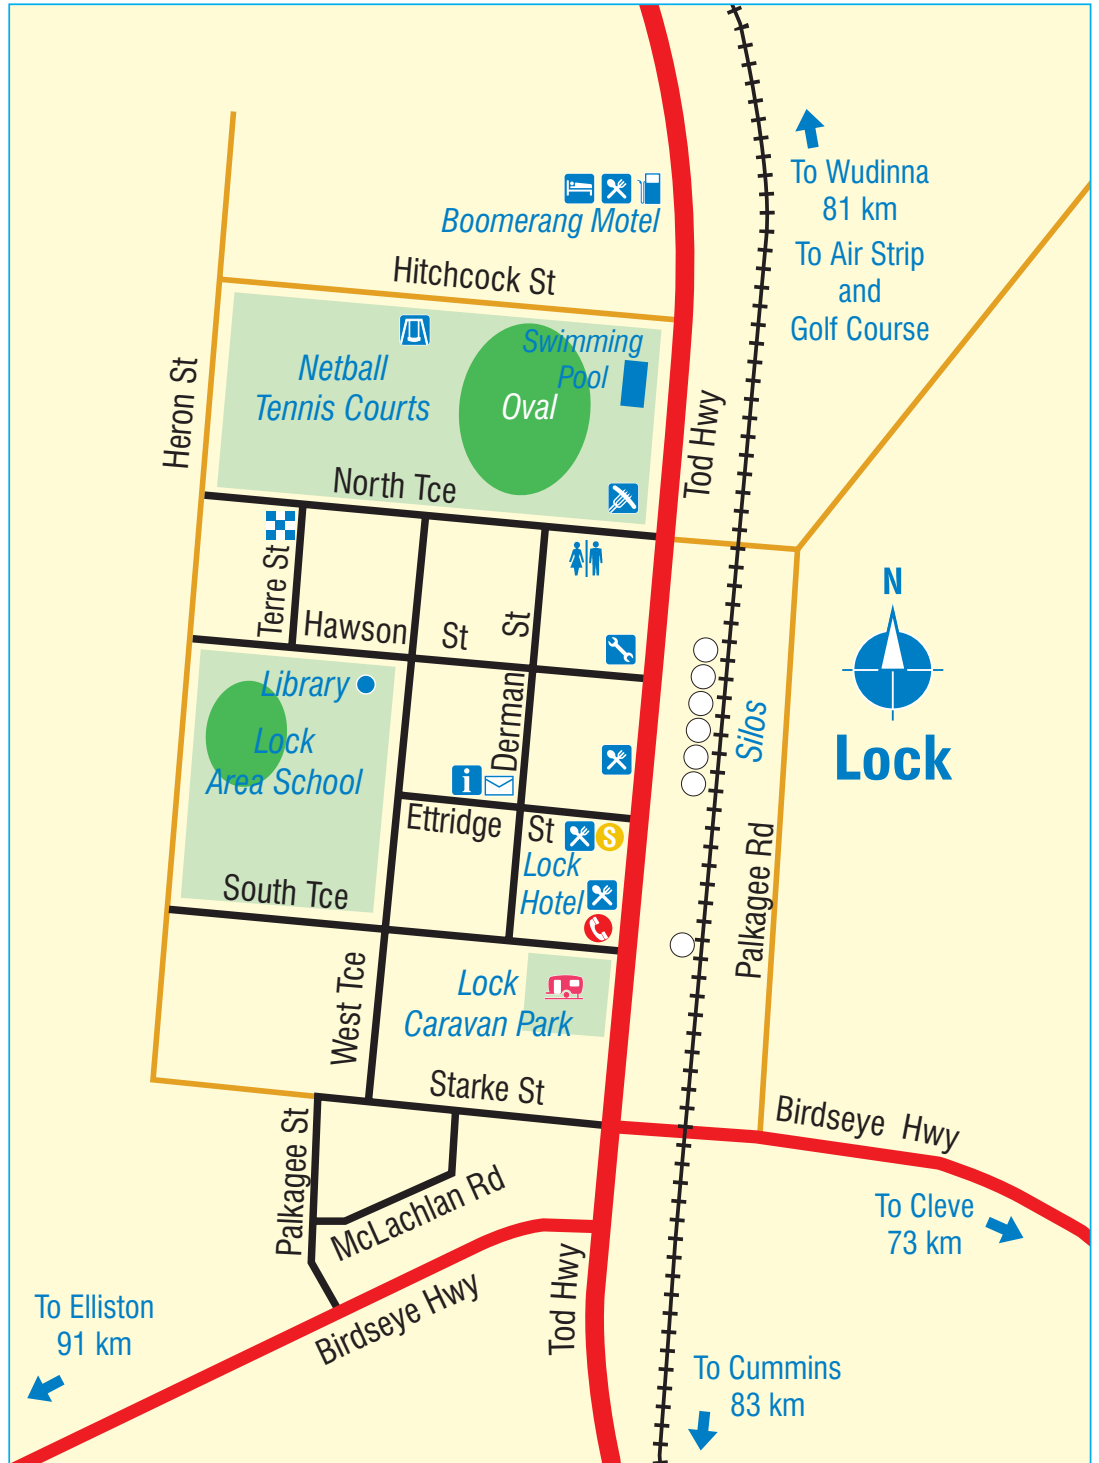 To Wudinna
81 km
To Air Strip
and
Golf Course
Boomerang Motel
Hitchcock St
Swimming
Pool
Netball
Tennis Courts
Oval
Heron St
Tod Hwy
North Tce
Terre St
Hawson St
Derman St
N
Lock
Library
Lock
Area School
Silos
i
Ettridge St
S
Lock
Hotel
Palkagee Rd
South Tce
West Tce
Lock
Caravan Park
Starke St
Birdseye Hwy
Palkagee St
McLachlan Rd
To Cleve
73 km
Birdseye Hwy
Tod Hwy
To Elliston
91 km
To Cummins
83 km